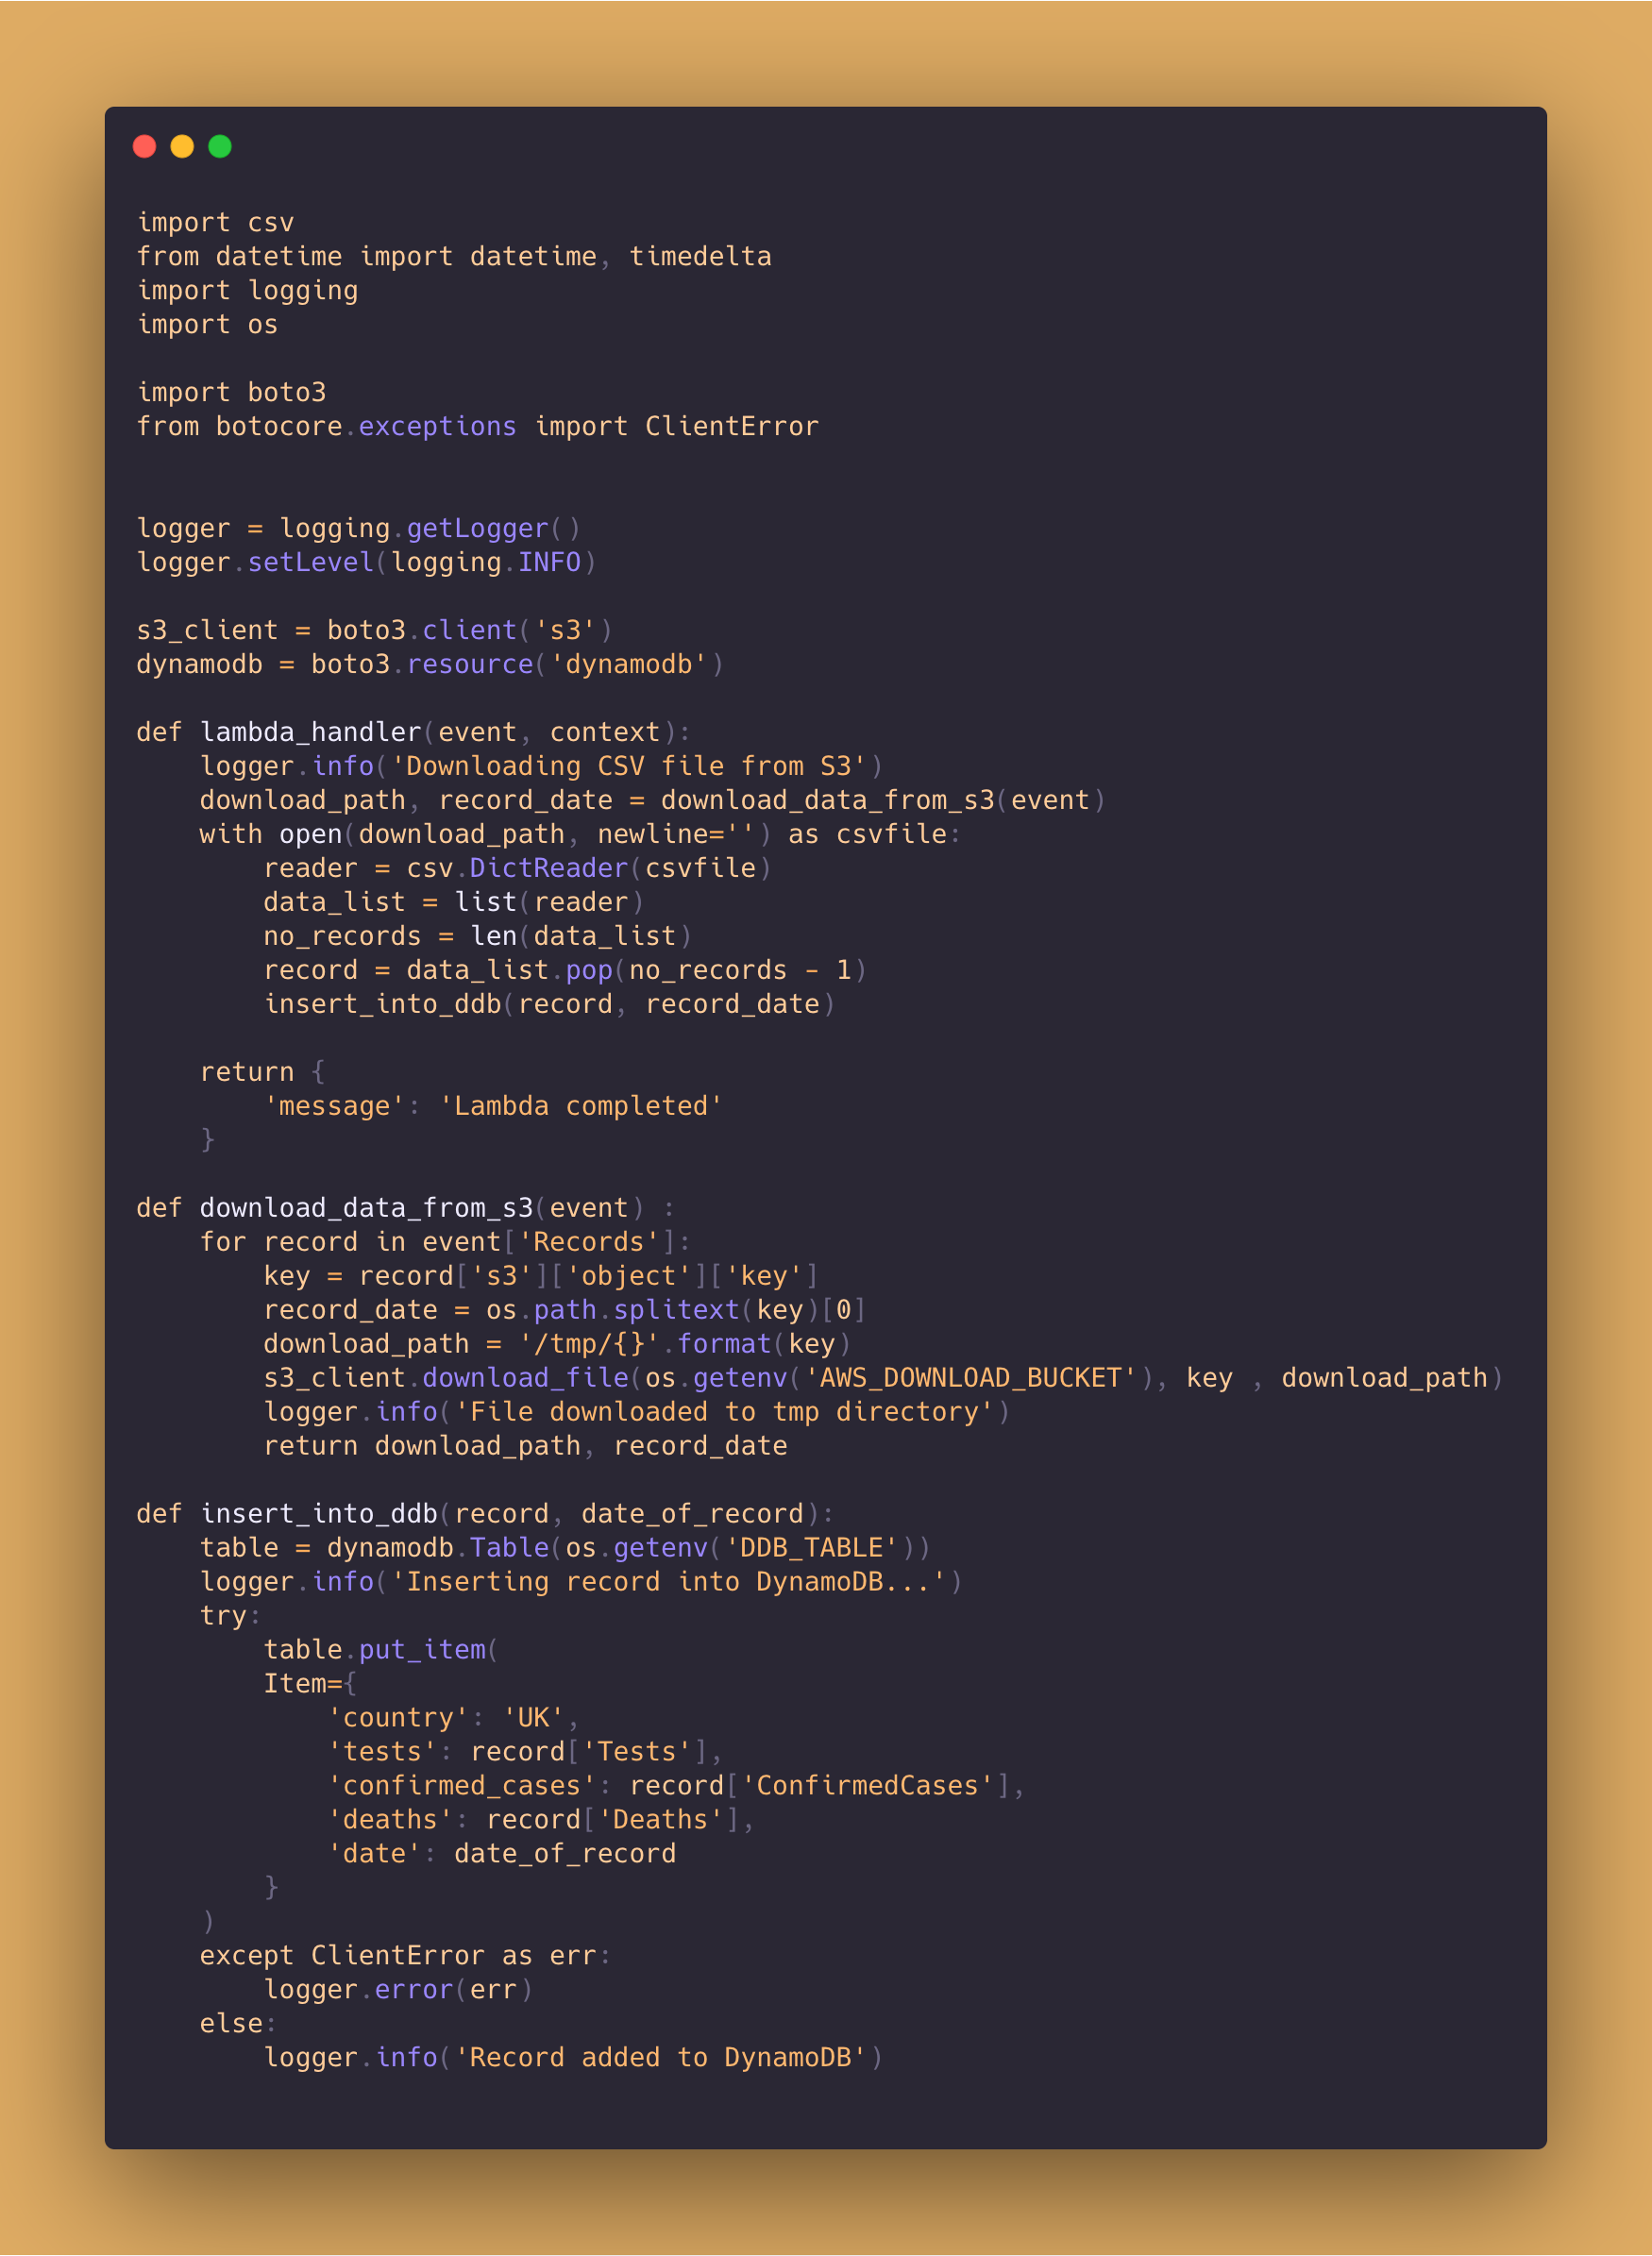 import csv
from datetime import datetime, timedelta
import logging
import os

import boto3
from botocore.exceptions import ClientError


logger = logging.getLogger()
logger.setLevel(logging.INFO)

s3_client = boto3.client('s3')
dynamodb = boto3.resource('dynamodb')

def lambda_handler(event, context):
    logger.info('Downloading CSV file from S3')
    download_path, record_date = download_data_from_s3(event)
    with open(download_path, newline='') as csvfile:
        reader = csv.DictReader(csvfile)
        data_list = list(reader)
        no_records = len(data_list)
        record = data_list.pop(no_records - 1)
        insert_into_ddb(record, record_date)

    return {
        'message': 'Lambda completed'
    }

def download_data_from_s3(event) :
    for record in event['Records']:
        key = record['s3']['object']['key']
        record_date = os.path.splitext(key)[0]
        download_path = '/tmp/{}'.format(key)
        s3_client.download_file(os.getenv('AWS_DOWNLOAD_BUCKET'), key , download_path)
        logger.info('File downloaded to tmp directory')
        return download_path, record_date

def insert_into_ddb(record, date_of_record):
    table = dynamodb.Table(os.getenv('DDB_TABLE'))
    logger.info('Inserting record into DynamoDB...')
    try:
        table.put_item(
        Item={
            'country': 'UK',
            'tests': record['Tests'],
            'confirmed_cases': record['ConfirmedCases'],
            'deaths': record['Deaths'],
            'date': date_of_record
        }
    )
    except ClientError as err:
        logger.error(err)
    else:
        logger.info('Record added to DynamoDB')